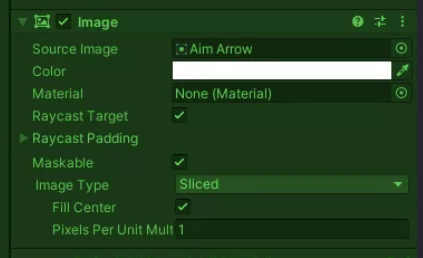 Image
Source Image Aim Arrow
Color
Material None (Material)
Raycast Target
Raycast Padding
Maskable
Image Type Sliced
Fill Center
Pixels Per Unit Mult 1